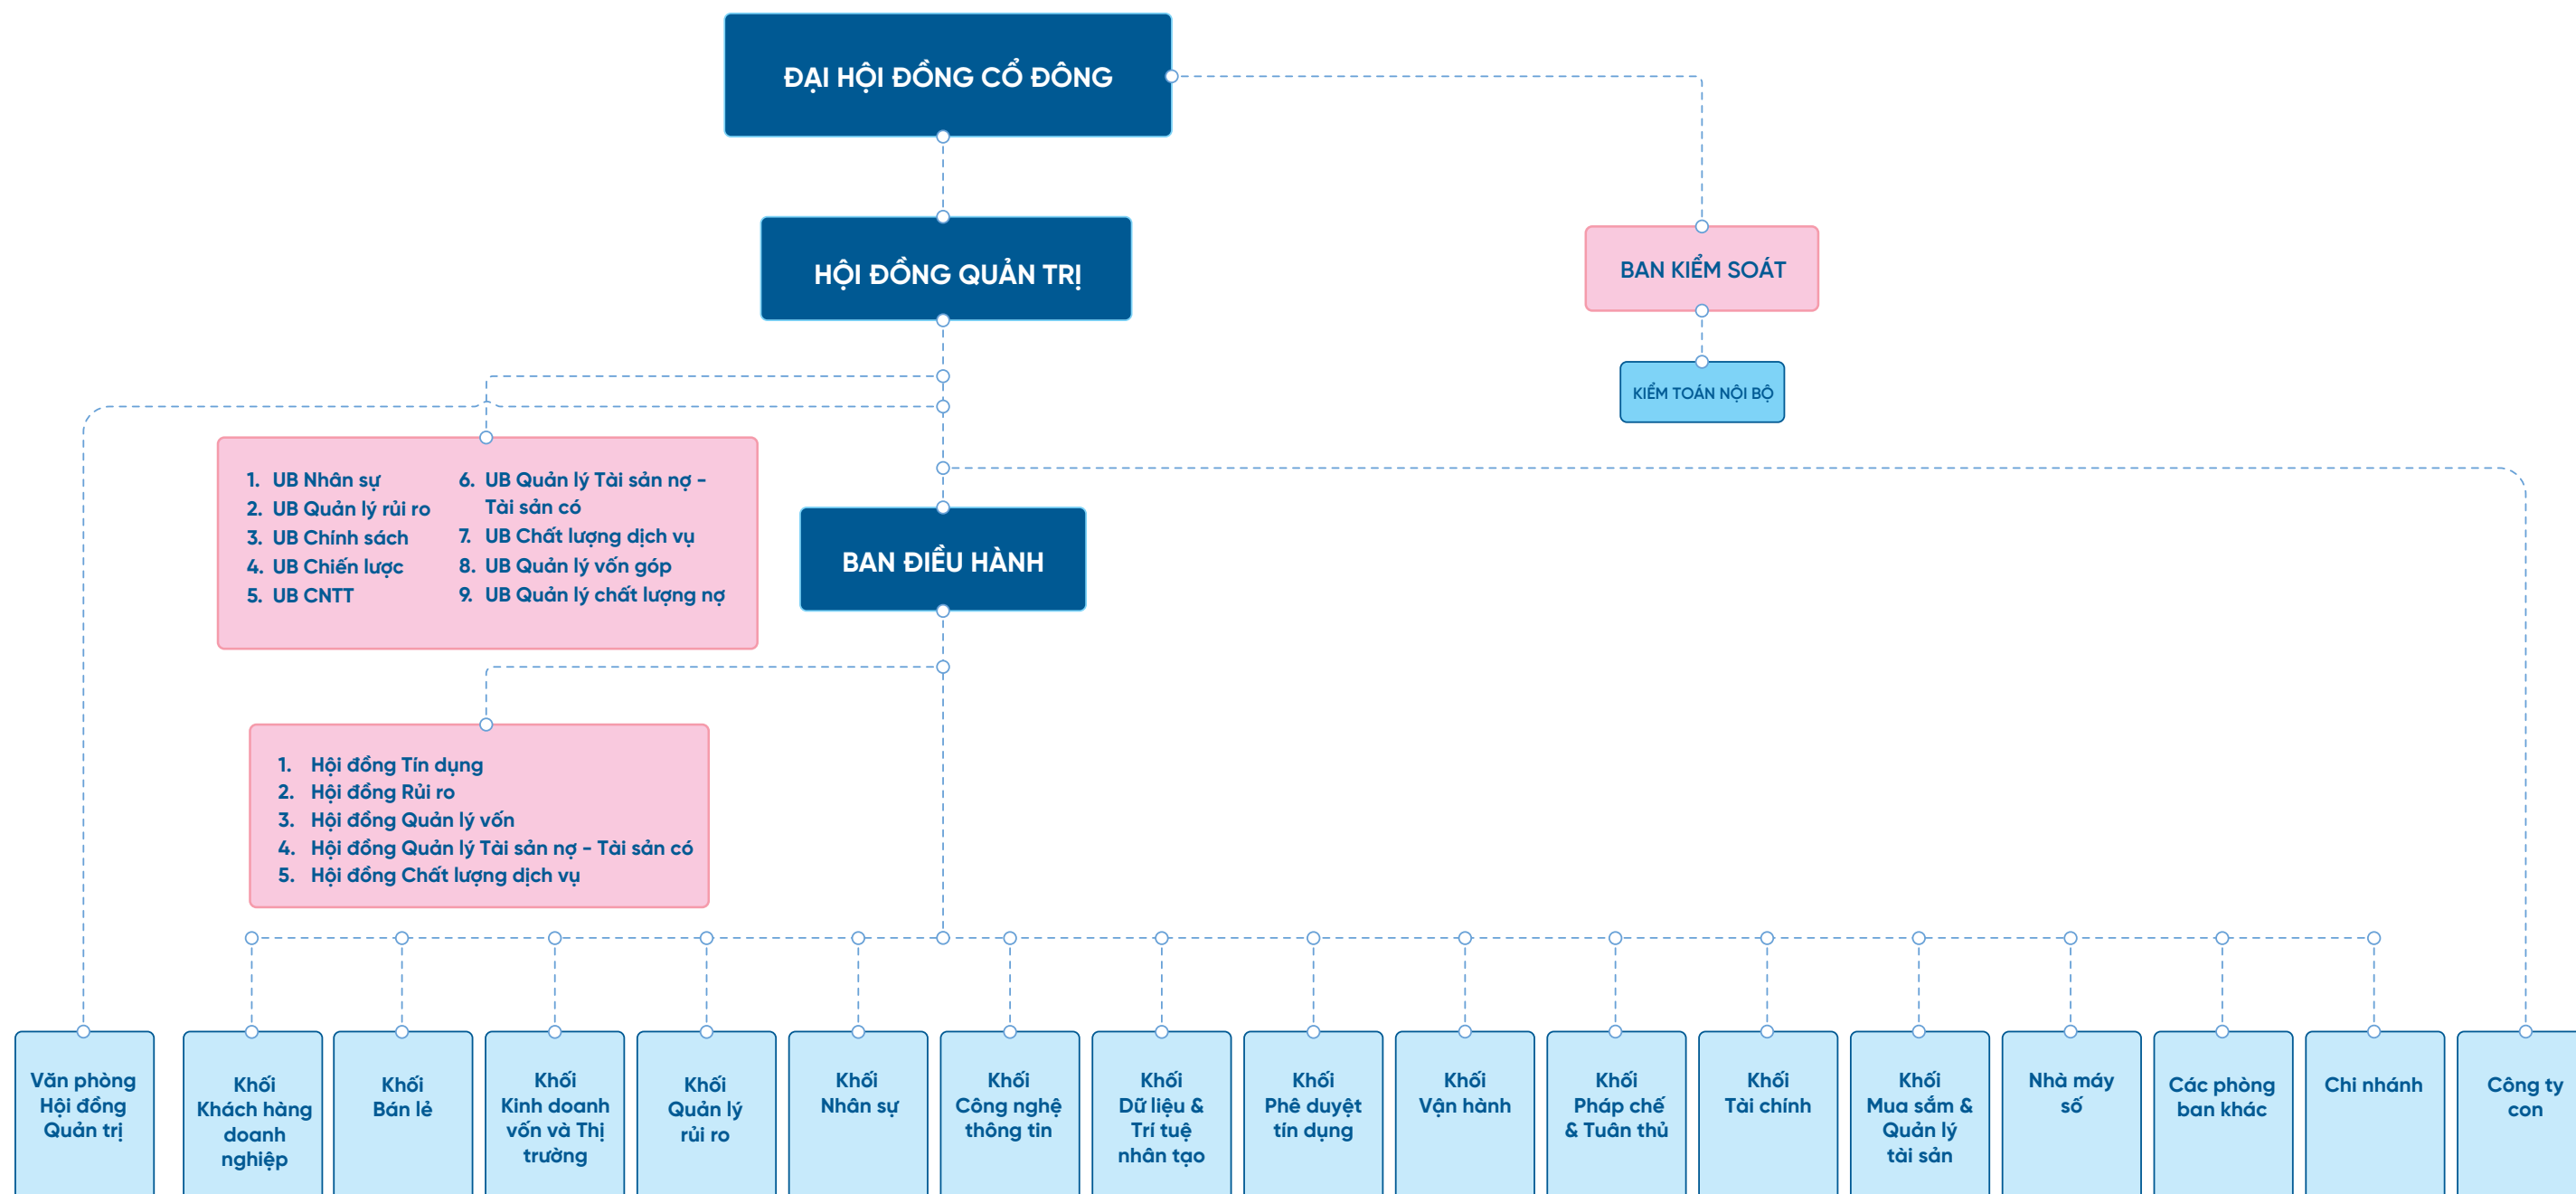 ĐẠI HỘI ĐỒNG CỔ ĐÔNG
HỘI ĐỒNG QUẢN TRỊ
BAN KIỂM SOÁT
KIỂM TOÁN NỘI BỘ
1. UB Nhân sự
2. UB Quản lý rủi ro
3. UB Chính sách
4. UB Chiến lược
5. UB CNTT
6. UB Quản lý Tài sản nợ -
Tài sản có
7. UB Chất lượng dịch vụ
8. UB Quản lý vốn góp
9. UB Quản lý chất lượng nợ
BAN ĐIỀU HÀNH
1. Hội đồng Tín dụng
2. Hội đồng Rủi ro
3. Hội đồng Quản lý vốn
4. Hội đồng Quản lý Tài sản nợ - Tài sản có
5. Hội đồng Chất lượng dịch vụ
Văn phòng
Hội đồng
Quản trị
Khối
Khách hàng
doanh
nghiệp
Khối
Bán lẻ
Khối
Kinh doanh
vốn và Thị
trường
Khối
Quản lý
rủi ro
Khối
Nhân sự
Khối
Công nghệ
thông tin
Khối
Dữ liệu &
Trí tuệ
nhân tạo
Khối
Phê duyệt
tín dụng
Khối
Vận hành
Khối
Pháp chế
& Tuân thủ
Khối
Tài chính
Khối
Mua sắm &
Quản lý
tài sản
Nhà máy
số
Các phòng
ban khác
Chi nhánh
Công ty
con